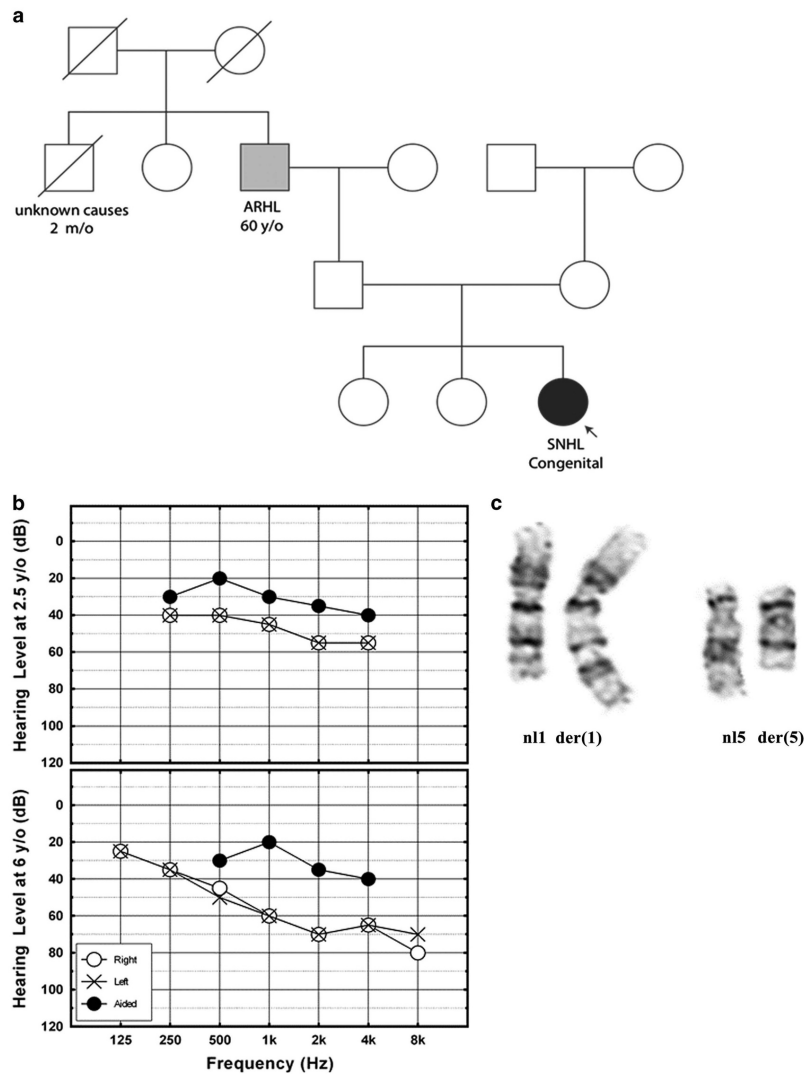 a
unknown causes
2 m/o
ARHL
60 y/o
SNHL
Congenital
b
Hearing Level at 2.5 y/o (dB)
0
20
40
60
80
100
120
Hearing Level at 6 y/o (dB)
0
20
40
60
80
100
120
Right
Left
Aided
125 250 500 1k 2k 4k 8k
Frequency (Hz)
c
nl1 der(1)
nl5 der(5)